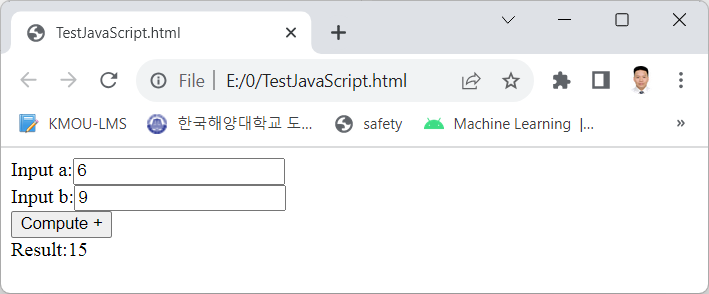 TestJavaScript.html
File | E:/0/TestJavaScript.html
KMOU-LMS 한국해양대학교 도... safety Machine Learning |... »
Input a:6
Input b:9
Compute +
Result:15